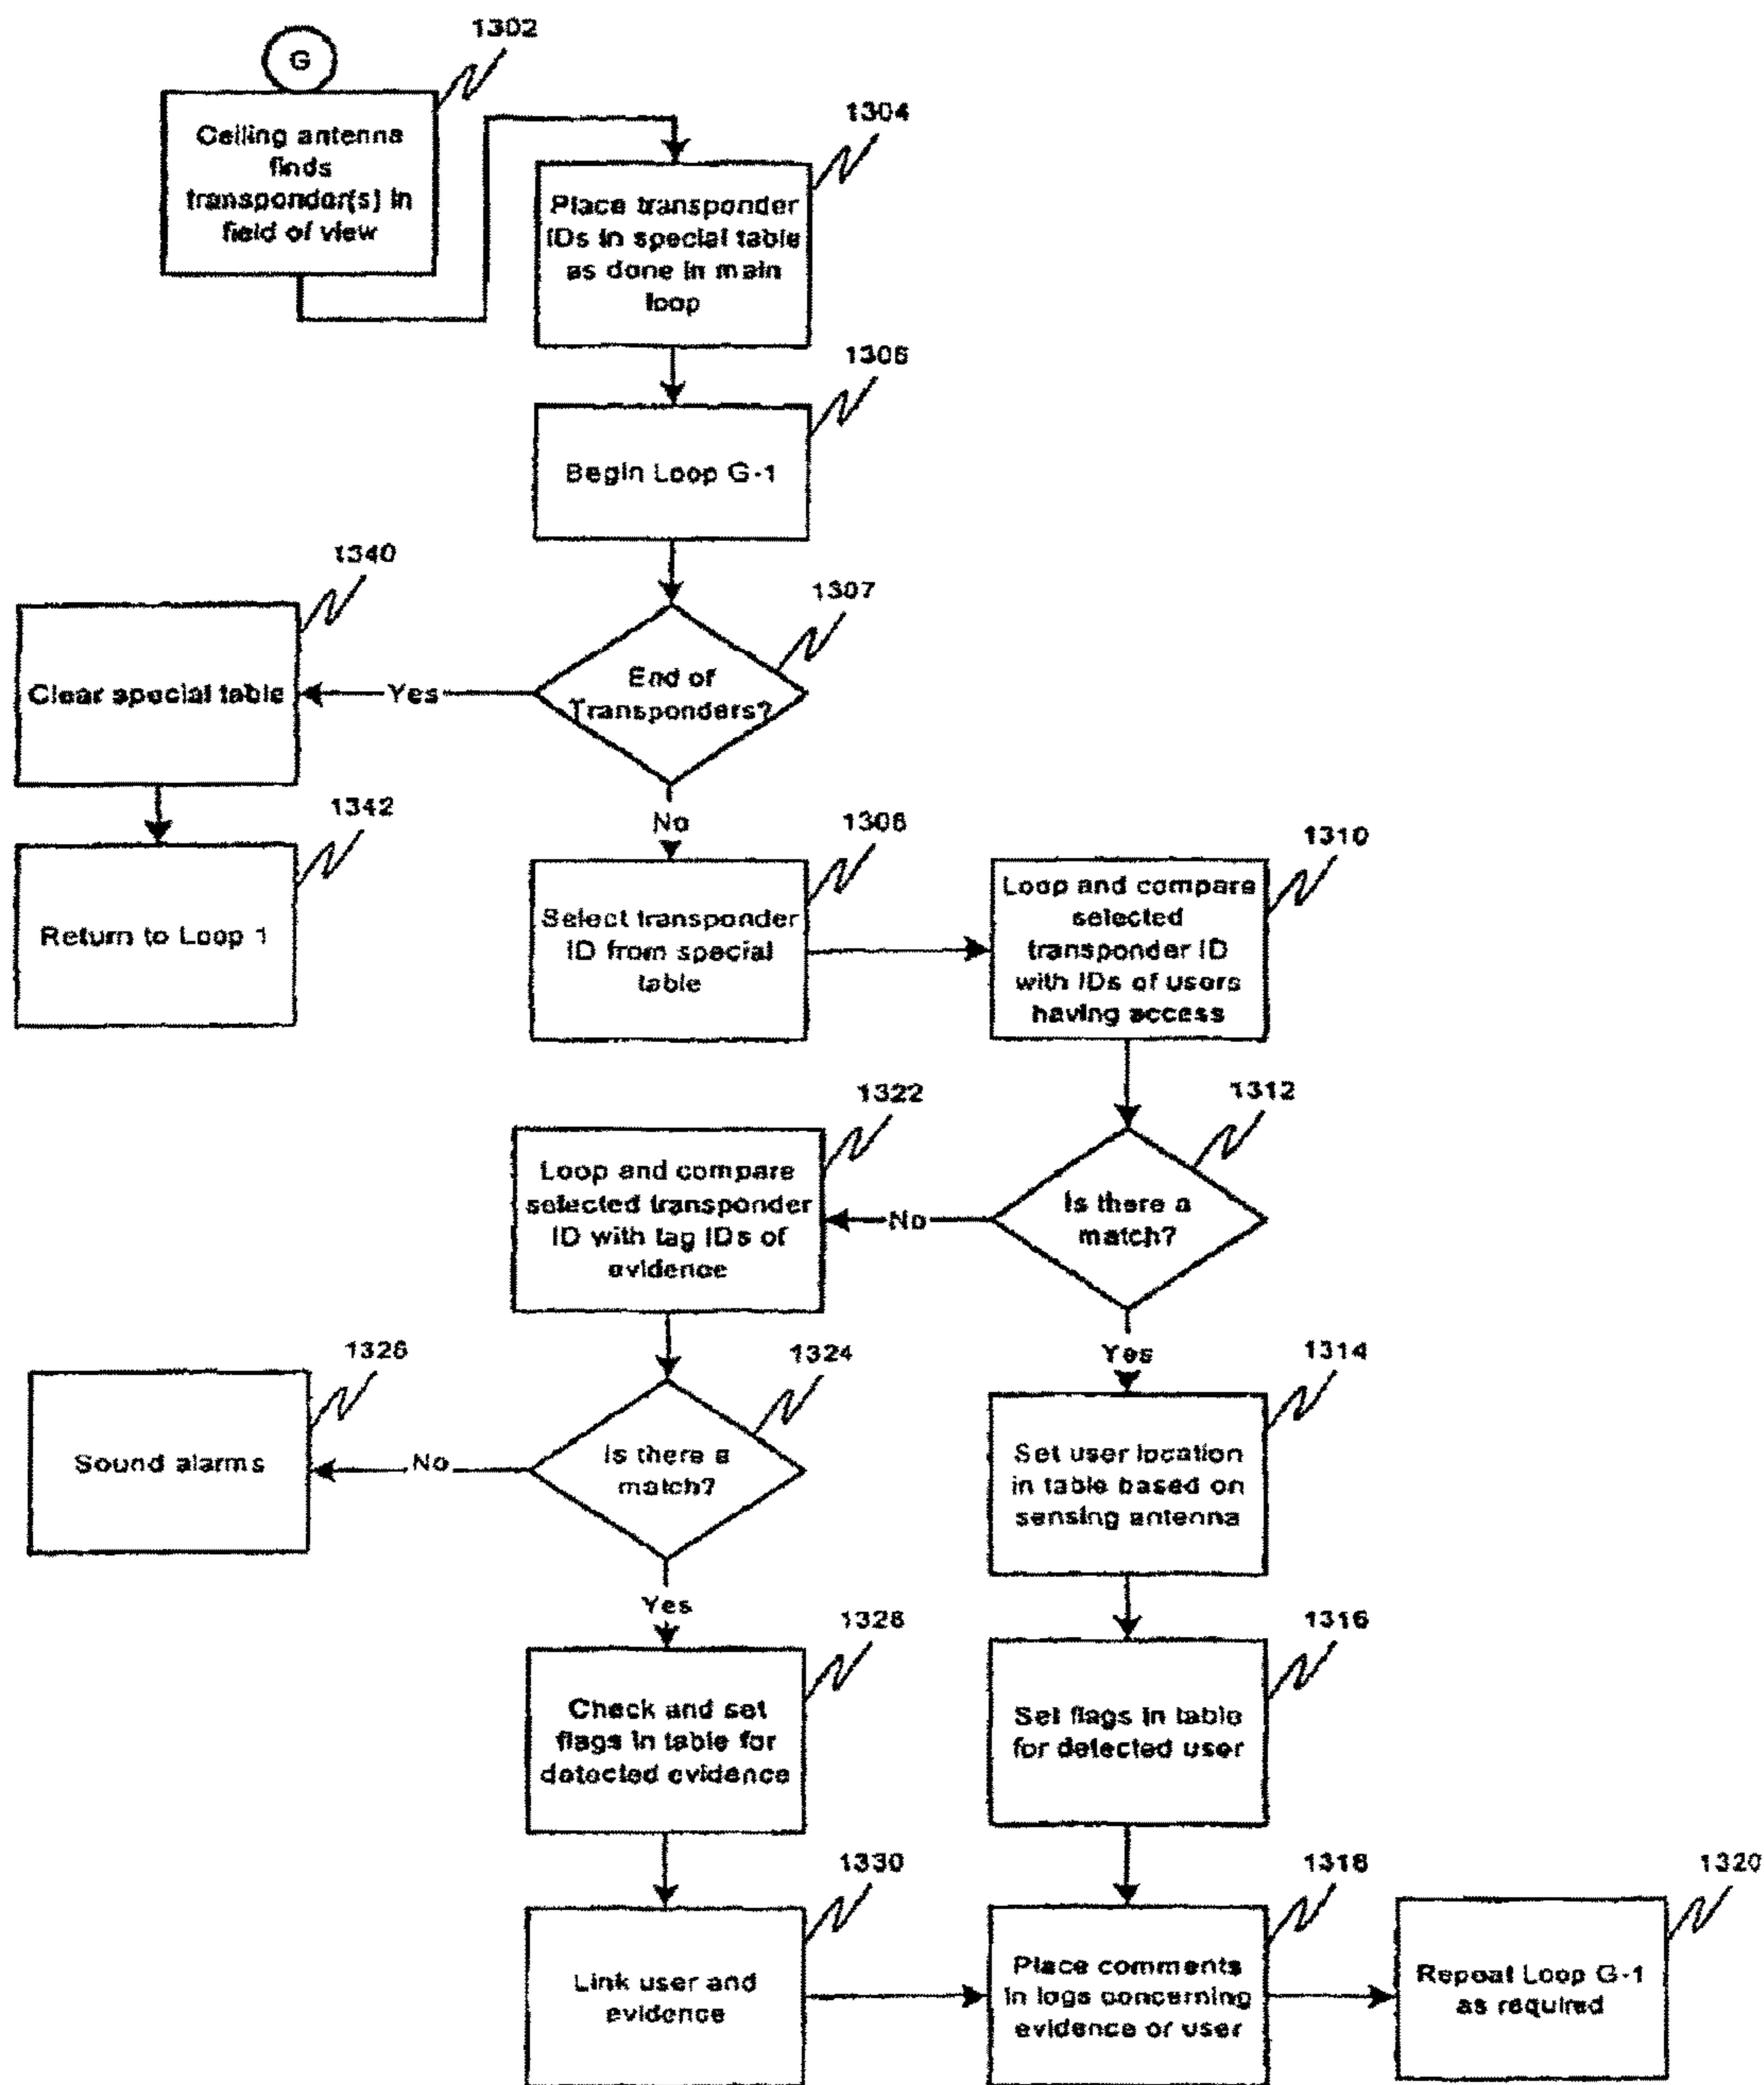 1302
G
Ceiling antenna
finds
transponder(s) in
field of view
1304
Place transponder
IDs in special table
as done in main
loop
1306
Begin Loop G-1
1340
1307
Clear special table
Yes
End of
Transponders?
1342
No
1308
1310
Return to Loop 1
Select transponder
ID from special
table
Loop and compare
selected
transponder ID
with IDs of users
having access
1322
1312
Loop and compare
selected transponder
ID with tag IDs of
evidence
No
Is there a
match?
1326
1324
Yes
1314
Sound alarms
No
Is there a
match?
Set user location
in table based on
sensing antenna
Yes
1328
1316
Check and set
flags in table for
detected evidence
Set flags in table
for detected user
1330
1318
1320
Link user and
evidence
Place comments
in logs concerning
evidence or user
Repeat Loop G-1
as required